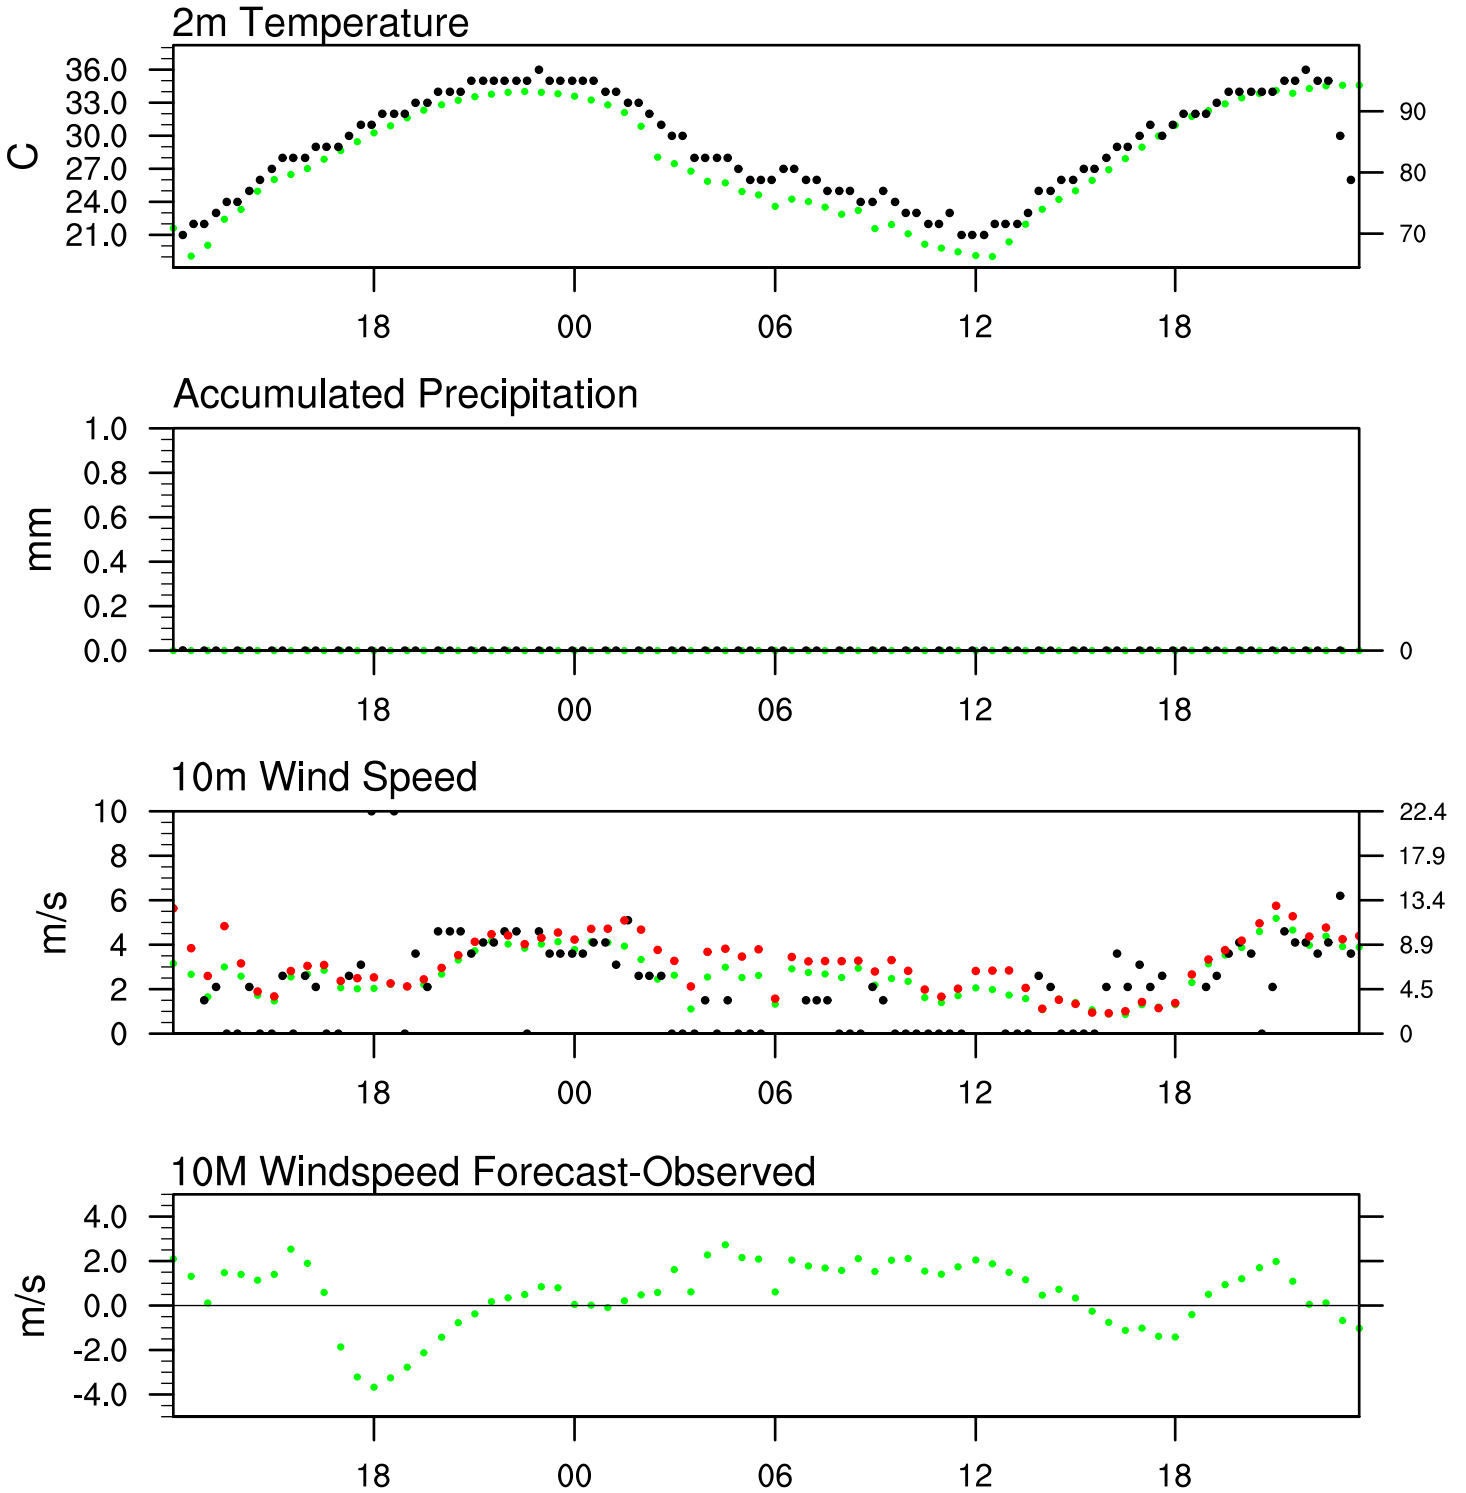 2m Temperature
36.0
33.0
30.0
27.0
24.0
21.0
C
90
80
70
18 00 06 12 18
Accumulated Precipitation
1.0
0.8
0.6
0.4
0.2
0.0
mm
0
18 00 06 12 18
10m Wind Speed
10
8
6
4
2
0
m/s
22.4
17.9
13.4
8.9
4.5
0
18 00 06 12 18
10M Windspeed Forecast-Observed
4.0
2.0
0.0
-2.0
-4.0
m/s
18 00 06 12 18